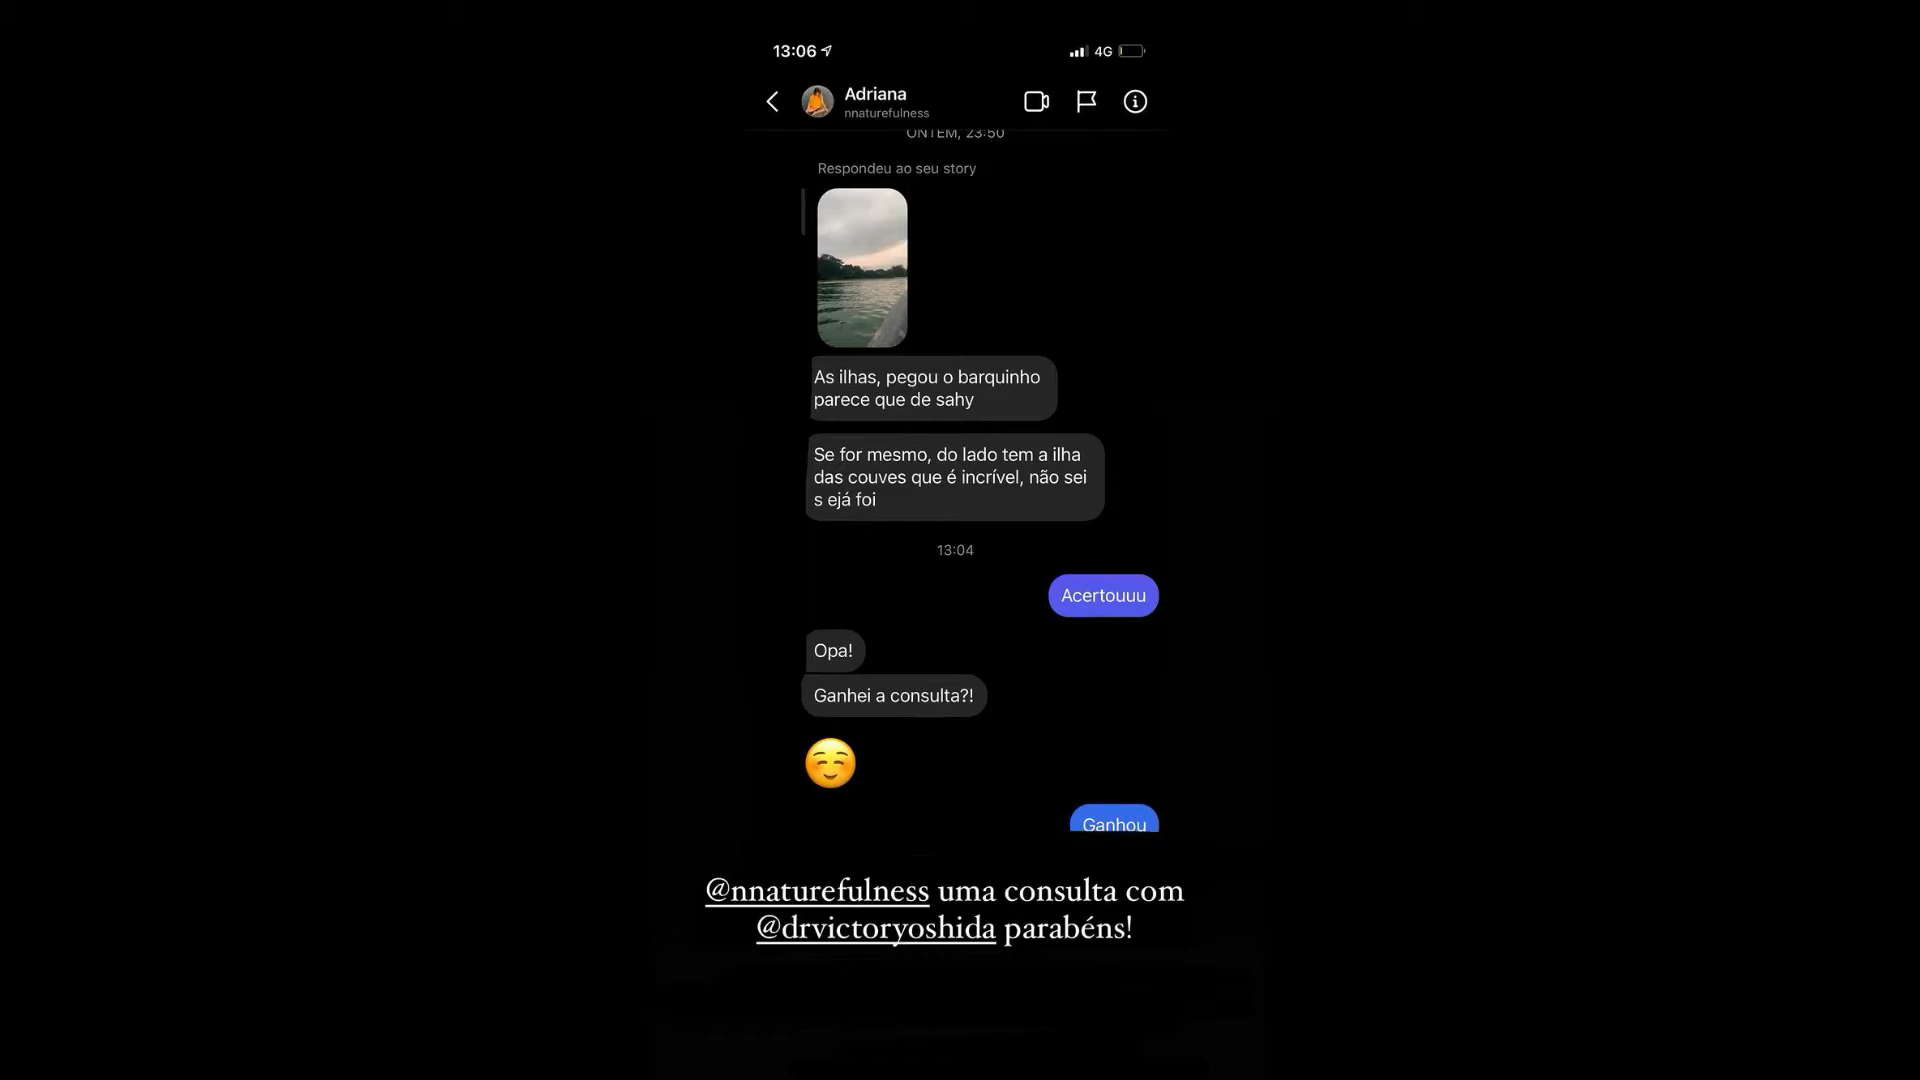 13:06
4G
Adriana
nnaturefulness
ONTEM, 23:50
Respondeu ao seu story
As ilhas, pegou o barquinho
parece que de sahy
Se for mesmo, do lado tem a ilha
das couves que é incrível, não sei
s ejá foi
13:04
Acertouuu
Opa!
Ganhei a consulta?!
Ganhou
@nnaturefulness uma consulta com
@drvictoryoshida parabéns!